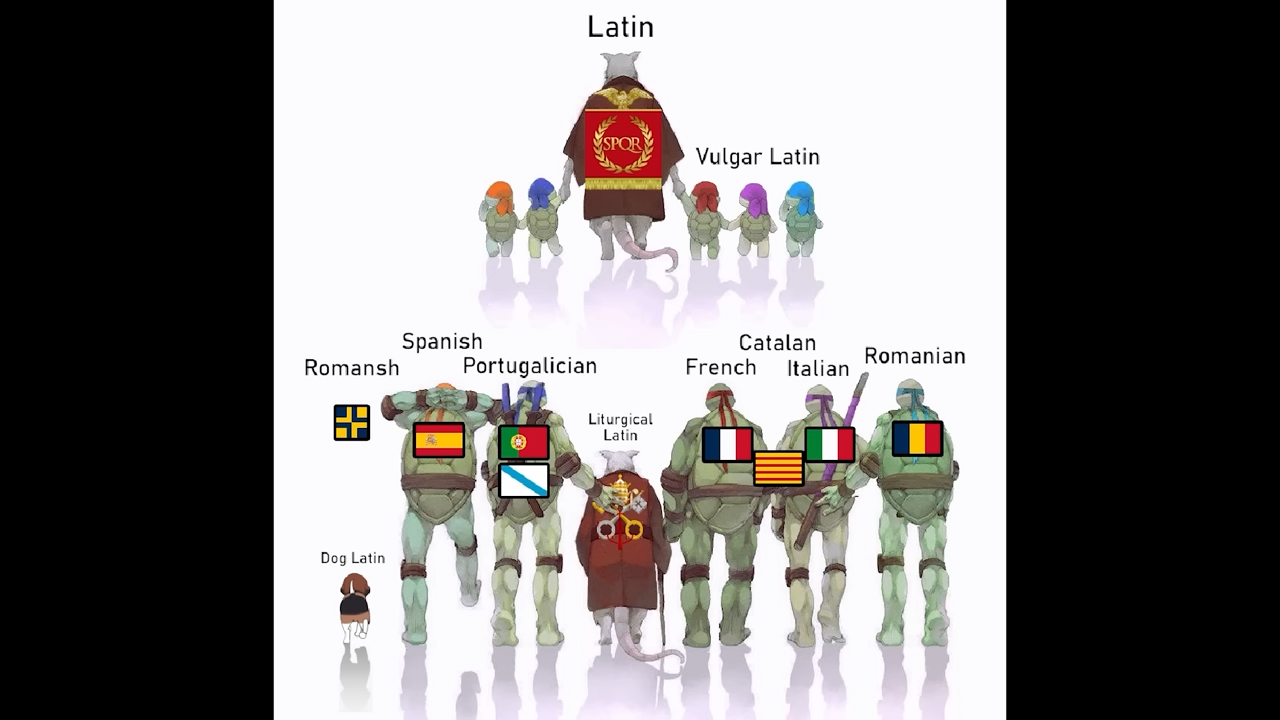 Latin
SPQR
Vulgar Latin
Spanish
Catalan
Romansh
Portugalician
French
Italian
Romanian
Liturgical
Latin
Dog Latin